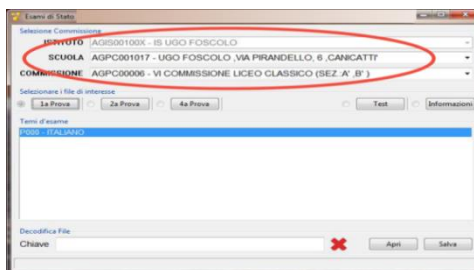 Esami di Stato
Selezione Commissione
ISTITUTO AGIS00100X - IS UGO FOSCOLO
SCUOLA AGPC001017 - UGO FOSCOLO ,VIA PIRANDELLO, 6 ,CANICATTI'
COMMISSIONE AGPC00006 - VI COMMISSIONE LICEO CLASSICO (SEZ.'A' ,B' )
Selezionare i file di interesse
1a Prova 2a Prova 4a Prova Test Informazioni
Temi d'esame
P000 - ITALIANO
Decodifica File
Chiave Apri Salva